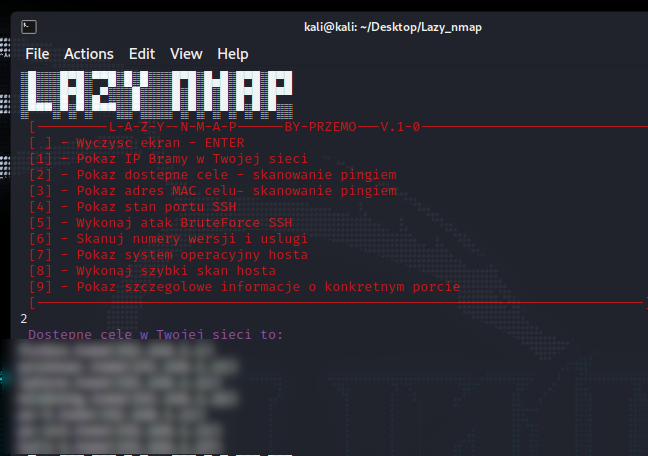 kali@kali: ~/Desktop/Lazy_nmap
File Actions Edit View Help
LAZY NMAP
[─────────L-A-Z-Y--N-M-A-P──────BY-PRZEMO───V.1-0─────────
[ ] - Wyczysc ekran - ENTER
[1] - Pokaz IP Bramy w Twojej sieci
[2] - Pokaz dostepne cele - skanowanie pingiem
[3] - Pokaz adres MAC celu- skanowanie pingiem
[4] - Pokaz stan portu SSH
[5] - Wykonaj atak BruteForce SSH
[6] - Skanuj numery wersji i uslugi
[7] - Pokaz system operacyjny hosta
[8] - Wykonaj szybki skan hosta
[9] - Pokaz szczegolowe informacje o konkretnym porcie
2
Dostepne cele w Twojej sieci to: